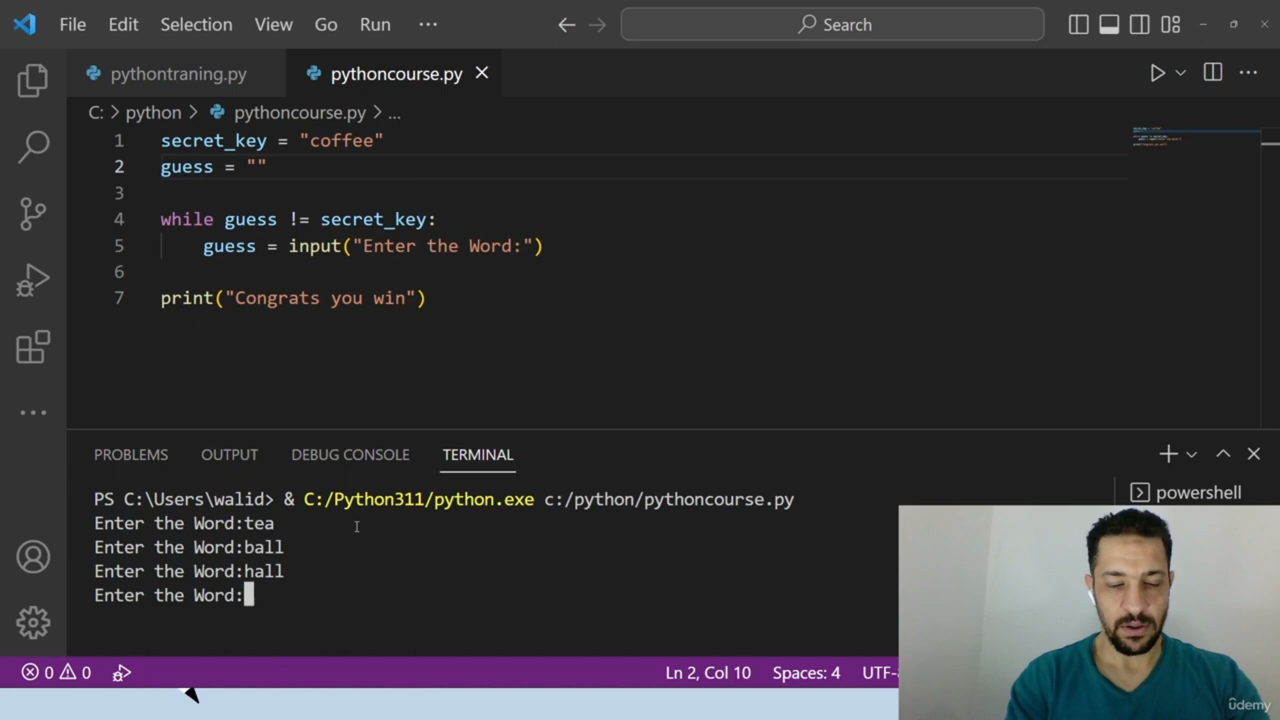 File Edit Selection View Go Run ··· Search
pythontraning.py pythoncourse.py
C: > python > pythoncourse.py > ...
1 secret_key = "coffee"
2 guess = ""
3
4 while guess != secret_key:
5 guess = input("Enter the Word:")
6
7 print("Congrats you win")
PROBLEMS OUTPUT DEBUG CONSOLE TERMINAL
PS C:\Users\walid> & C:/Python311/python.exe c:/python/pythoncourse.py
powershell
Enter the Word:tea
Enter the Word:ball
Enter the Word:hall
Enter the Word:
0 0 Ln 2, Col 10 Spaces: 4 UTF-
ûdemy